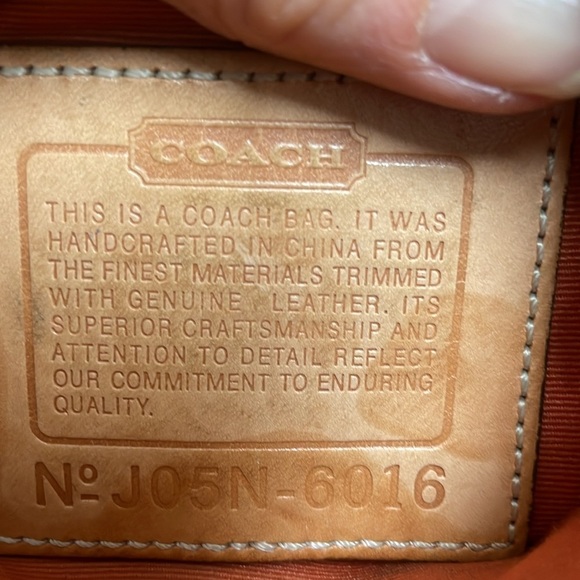 COACH
THIS IS A COACH BAG. IT WAS
HANDCRAFTED IN CHINA FROM
THE FINEST MATERIALS TRIMMED
WITH GENUINE LEATHER. ITS
SUPERIOR CRAFTSMANSHIP AND
ATTENTION TO DETAIL REFLECT
OUR COMMITMENT TO ENDURING
QUALITY.
Nº J05N-6016